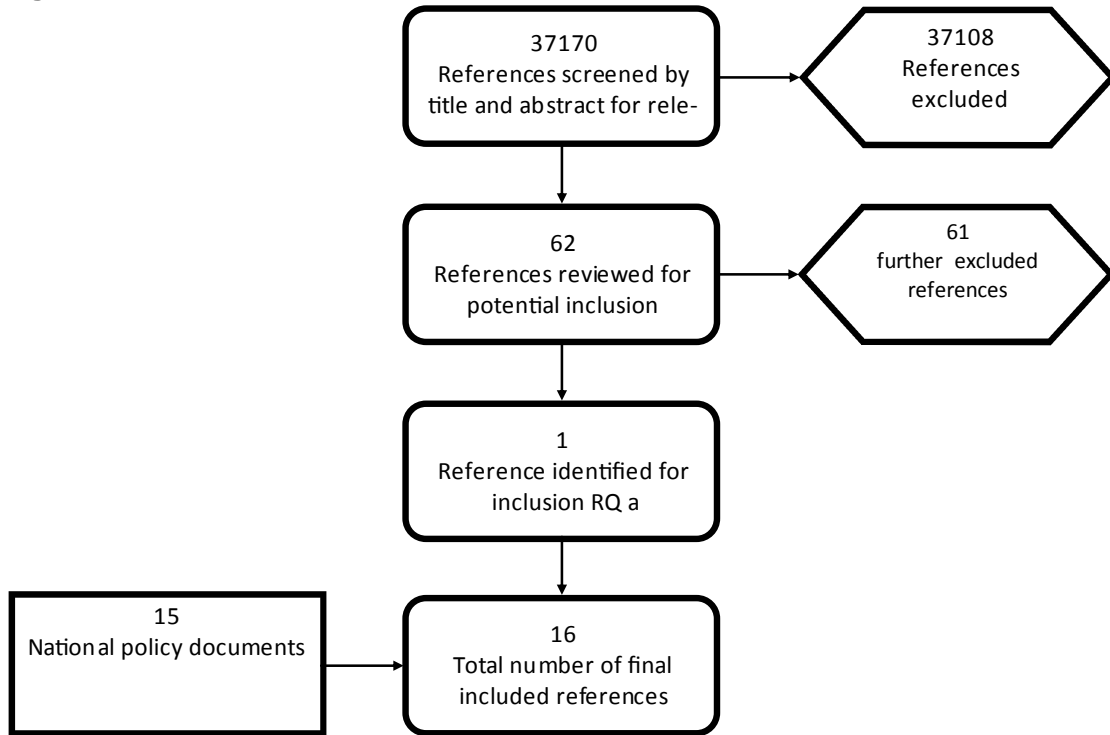 37170
References screened by
title and abstract for rele-
37108
References
excluded
62
References reviewed for
potential inclusion
61
further excluded
references
1
Reference identified for
inclusion RQ a
15
National policy documents
16
Total number of final
included references